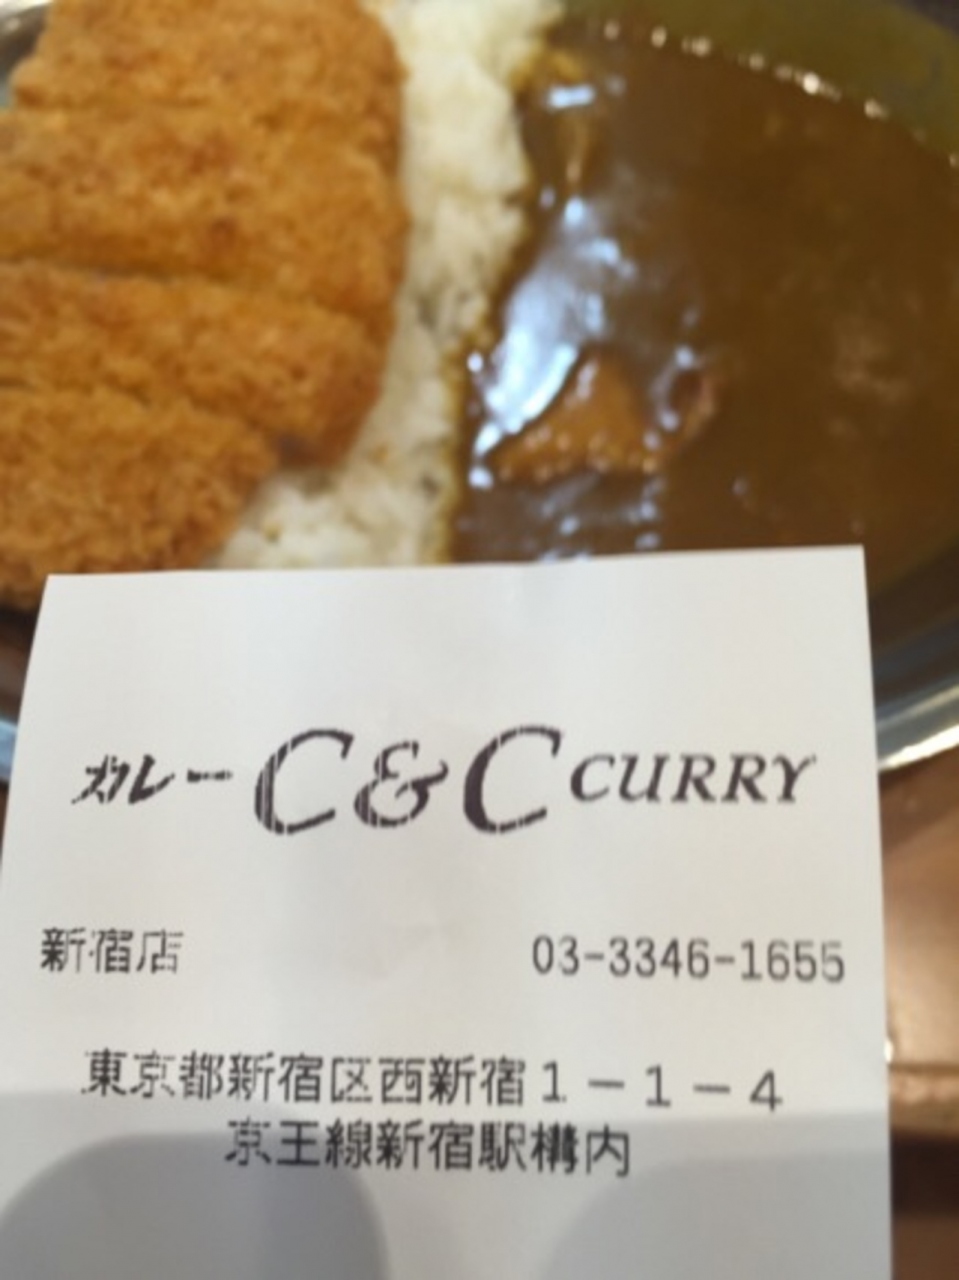 カレー C&C CURRY
新宿店 03-3346-1655
東京都新宿区西新宿1-1-4
京王線新宿駅構内